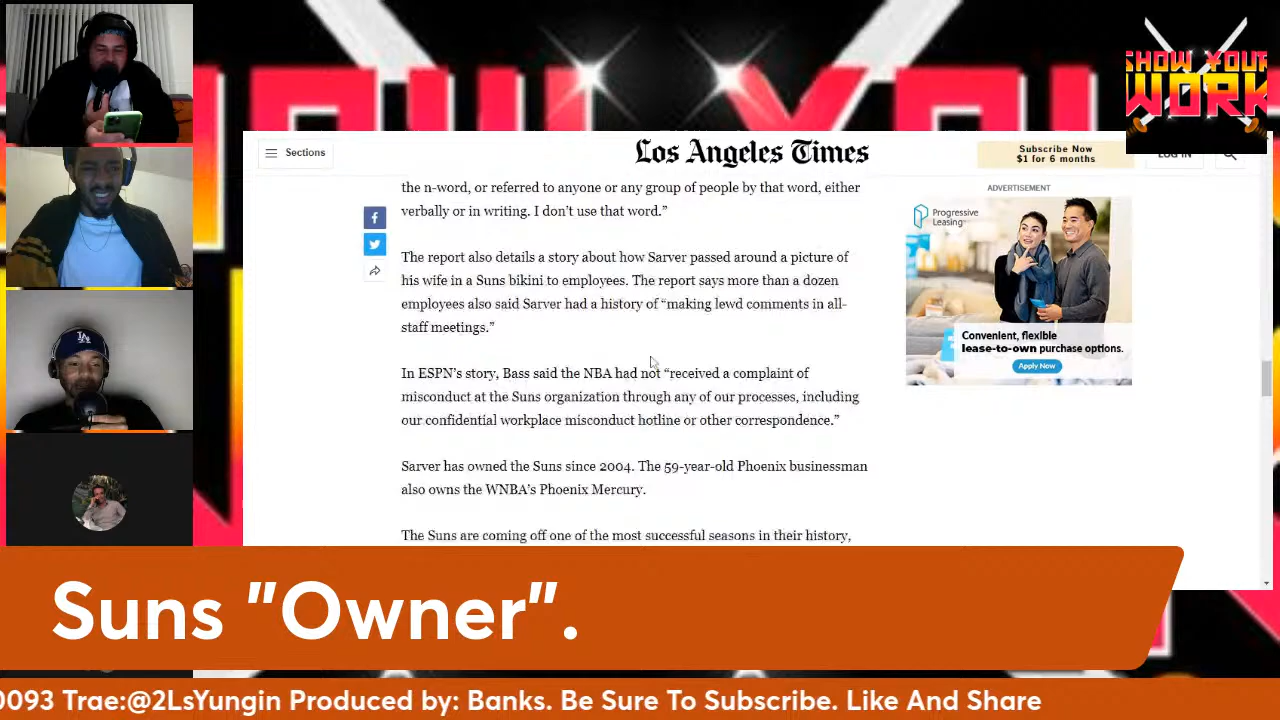 SHOW YOUR
WORK
Sections
Los Angeles Times
Subscribe Now
$1 for 6 months
LOG IN
the n-word, or referred to anyone or any group of people by that word, either
verbally or in writing. I don’t use that word.”
The report also details a story about how Sarver passed around a picture of
his wife in a Suns bikini to employees. The report says more than a dozen
employees also said Sarver had a history of “making lewd comments in all-
staff meetings.”
In ESPN’s story, Bass said the NBA had not “received a complaint of
misconduct at the Suns organization through any of our processes, including
our confidential workplace misconduct hotline or other correspondence.”
Sarver has owned the Suns since 2004. The 59-year-old Phoenix businessman
also owns the WNBA’s Phoenix Mercury.
The Suns are coming off one of the most successful seasons in their history,
ADVERTISEMENT
Progressive
Leasing
Convenient, flexible
lease-to-own purchase options.
Apply Now
LA
Suns "Owner".
0093 Trae:@2LsYungin Produced by: Banks. Be Sure To Subscribe. Like And Share